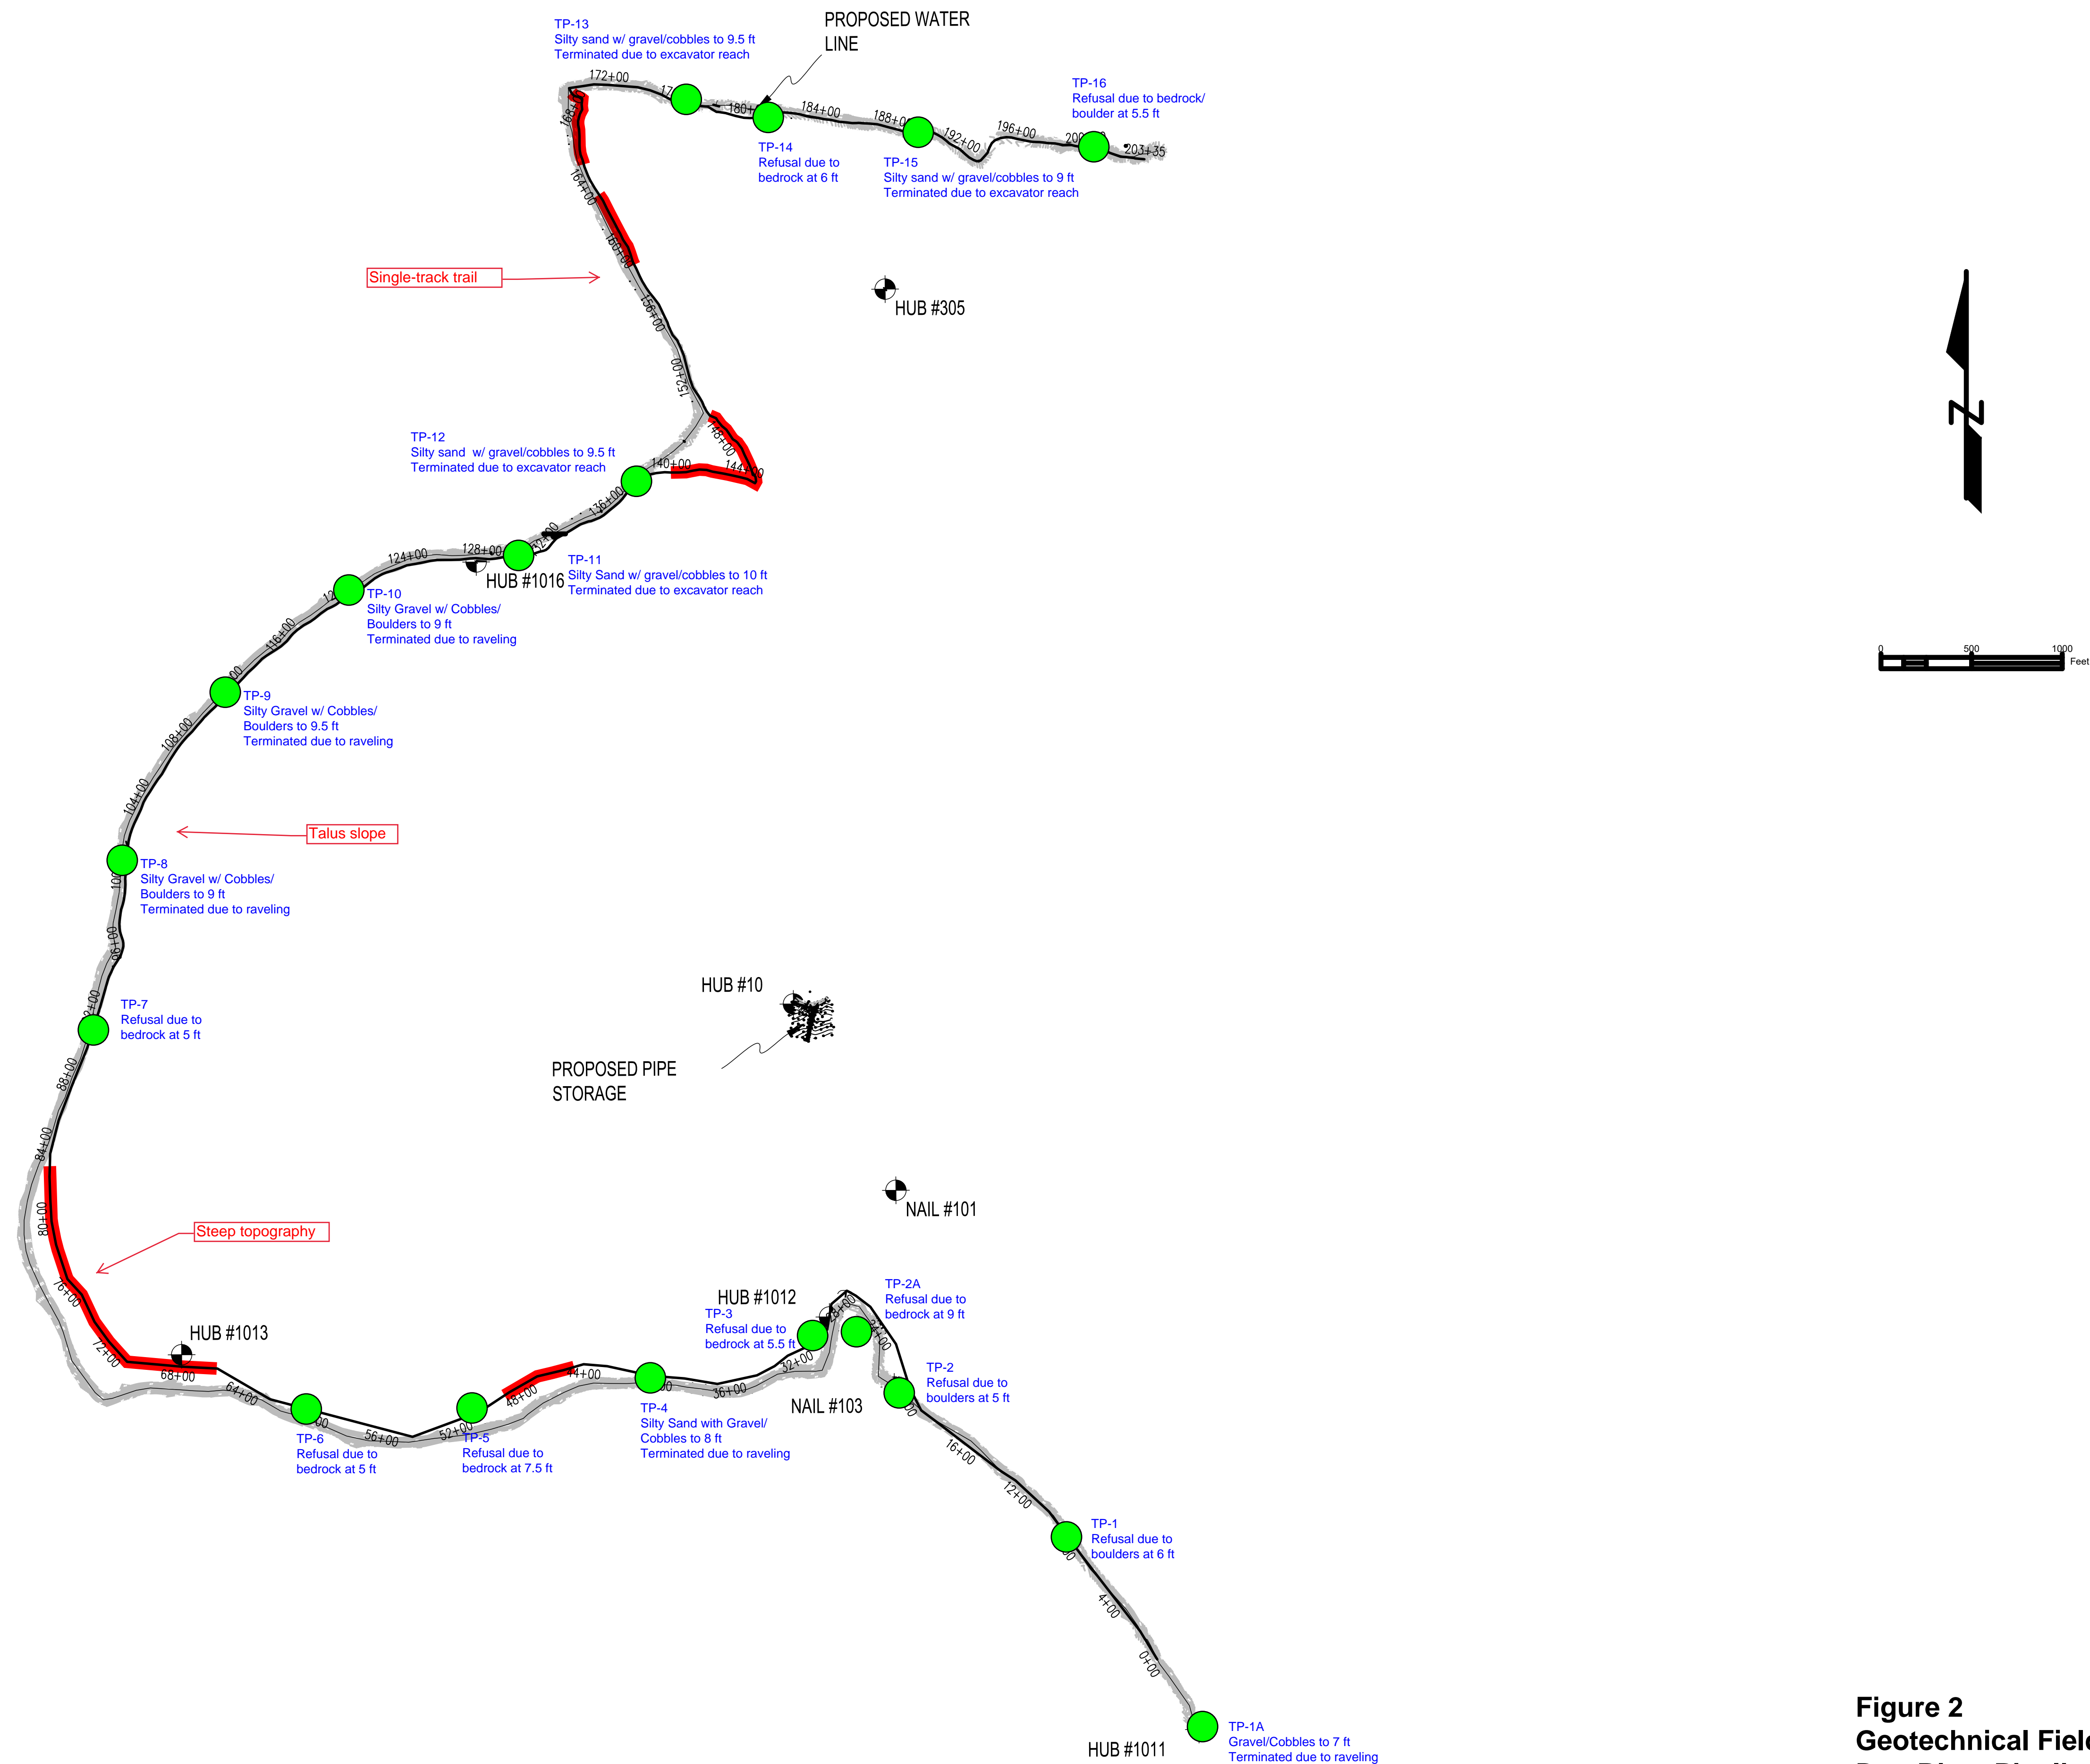 TP-13
Silty sand w/ gravel/cobbles to 9.5 ft
Terminated due to excavator reach
PROPOSED WATER
LINE
TP-16
Refusal due to bedrock/
boulder at 5.5 ft
172+00
184+00
188+00
192+00
196+00
203+35
TP-14
Refusal due to
bedrock at 6 ft
TP-15
Silty sand w/ gravel/cobbles to 9 ft
Terminated due to excavator reach
164+00
160+00
156+00
152+00
Single-track trail
HUB #305
N
0 500 1000
Feet
TP-12
Silty sand w/ gravel/cobbles to 9.5 ft
Terminated due to excavator reach
148+00
140+00
144+00
136+00
128+00
124+00
HUB #1016
TP-11
Silty Sand w/ gravel/cobbles to 10 ft
Terminated due to excavator reach
TP-10
Silty Gravel w/ Cobbles/
Boulders to 9 ft
Terminated due to raveling
116+00
TP-9
Silty Gravel w/ Cobbles/
Boulders to 9.5 ft
Terminated due to raveling
108+00
104+00
Talus slope
TP-8
Silty Gravel w/ Cobbles/
Boulders to 9 ft
Terminated due to raveling
96+00
TP-7
Refusal due to
bedrock at 5 ft
88+00
84+00
80+00
76+00
72+00
68+00
64+00
HUB #10
PROPOSED PIPE
STORAGE
NAIL #101
Steep topography
HUB #1013
HUB #1012
TP-3
Refusal due to
bedrock at 5.5 ft
TP-2A
Refusal due to
bedrock at 9 ft
28+00
24+00
32+00
36+00
44+00
48+00
52+00
56+00
NAIL #103
TP-2
Refusal due to
boulders at 5 ft
TP-4
Silty Sand with Gravel/
Cobbles to 8 ft
Terminated due to raveling
TP-5
Refusal due to
bedrock at 7.5 ft
TP-6
Refusal due to
bedrock at 5 ft
16+00
12+00
TP-1
Refusal due to
boulders at 6 ft
4+00
0+00
HUB #1011
TP-1A
Gravel/Cobbles to 7 ft
Terminated due to raveling
Figure 2
Geotechnical Field